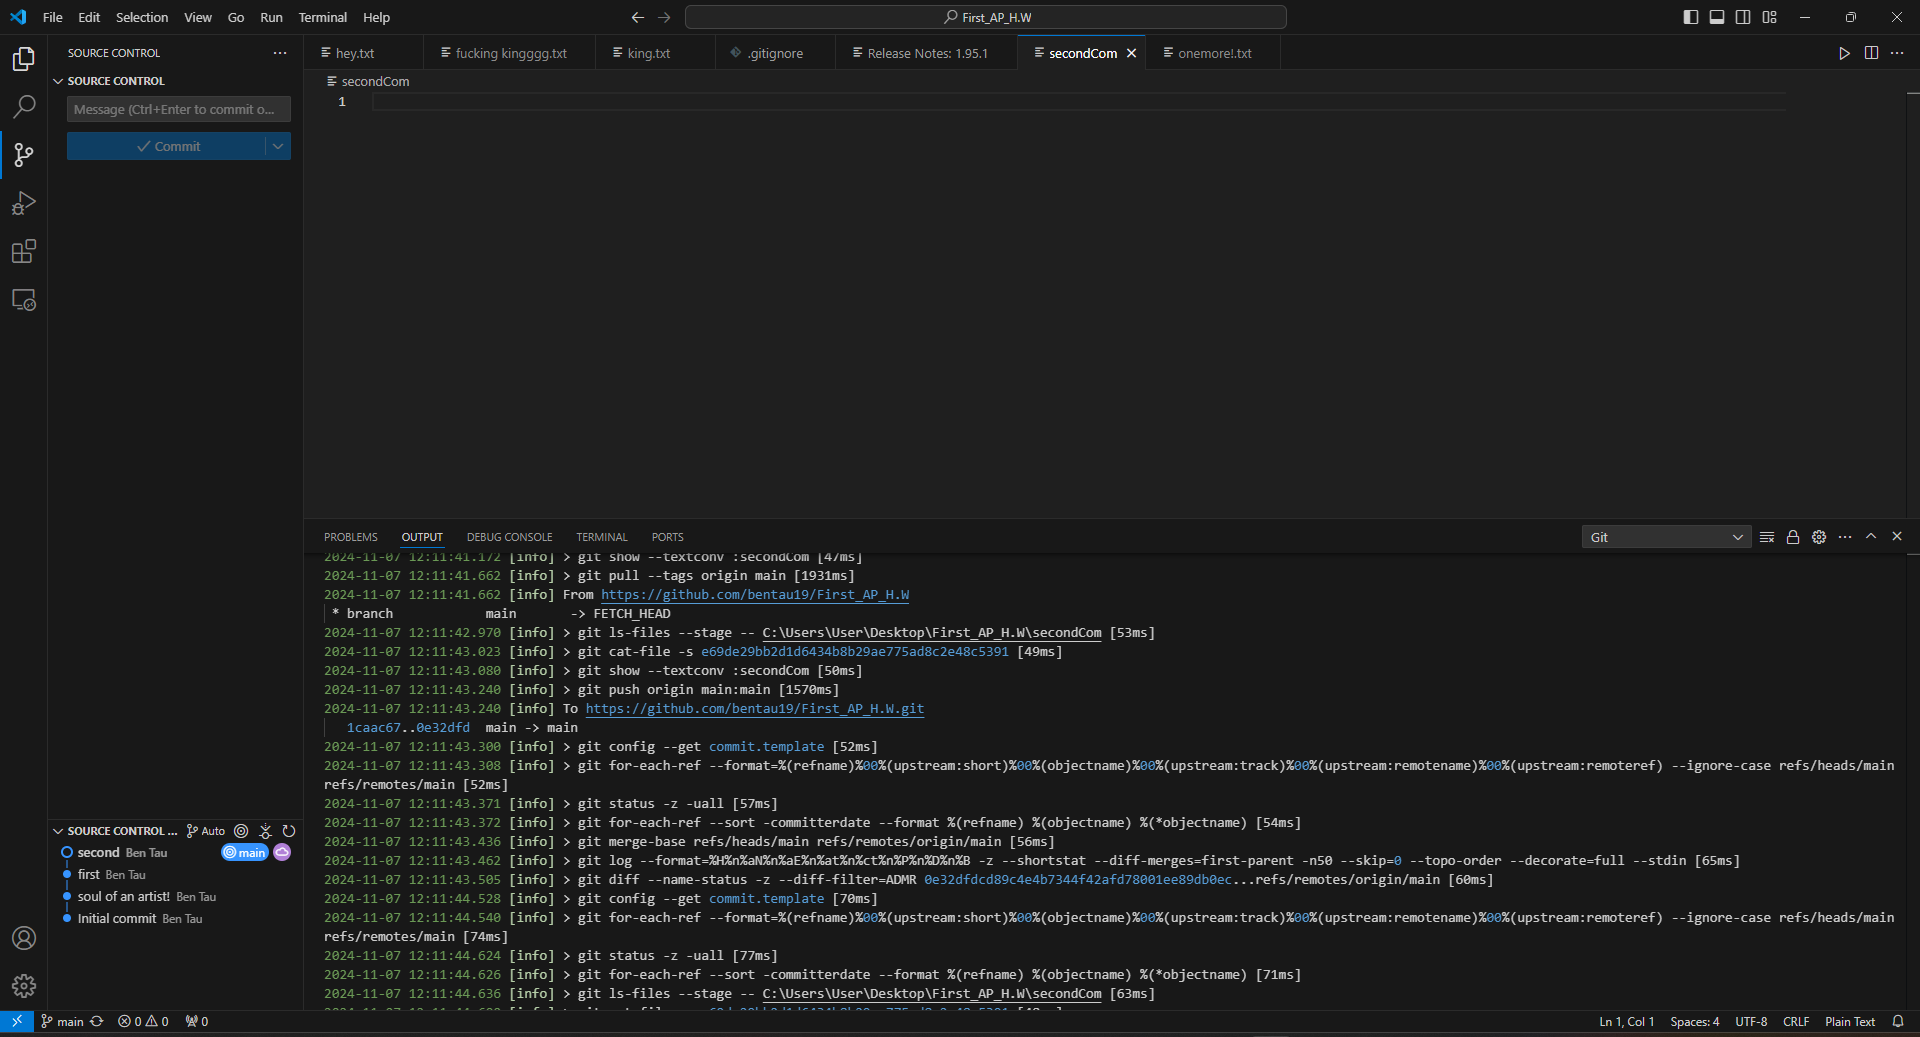 File Edit Selection View Go Run Terminal Help
First_AP_H.W
SOURCE CONTROL
SOURCE CONTROL
Message (Ctrl+Enter to commit o...
Commit
hey.txt
fucking kingggg.txt
king.txt
.gitignore
Release Notes: 1.95.1
secondCom
onemore!.txt
secondCom
1
PROBLEMS OUTPUT DEBUG CONSOLE TERMINAL PORTS
Git
2024-11-07 12:11:41.172 [info] > git show --textconv :secondCom [47ms]
2024-11-07 12:11:41.662 [info] > git pull --tags origin main [1931ms]
2024-11-07 12:11:41.662 [info] From https://github.com/bentau19/First_AP_H.W
* branch main -> FETCH_HEAD
2024-11-07 12:11:42.970 [info] > git ls-files --stage -- C:\Users\User\Desktop\First_AP_H.W\secondCom [53ms]
2024-11-07 12:11:43.023 [info] > git cat-file -s e69de29bb2d1d6434b8b29ae775ad8c2e48c5391 [49ms]
2024-11-07 12:11:43.080 [info] > git show --textconv :secondCom [50ms]
2024-11-07 12:11:43.240 [info] > git push origin main:main [1570ms]
2024-11-07 12:11:43.240 [info] To https://github.com/bentau19/First_AP_H.W.git
1caac67..0e32dfd main -> main
2024-11-07 12:11:43.300 [info] > git config --get commit.template [52ms]
2024-11-07 12:11:43.308 [info] > git for-each-ref --format=%(refname)%00%(upstream:short)%00%(objectname)%00%(upstream:track)%00%(upstream:remotename)%00%(upstream:remoteref) --ignore-case refs/heads/main
refs/remotes/main [52ms]
2024-11-07 12:11:43.371 [info] > git status -z -uall [57ms]
2024-11-07 12:11:43.372 [info] > git for-each-ref --sort -committerdate --format %(refname) %(objectname) %(*objectname) [54ms]
2024-11-07 12:11:43.436 [info] > git merge-base refs/heads/main refs/remotes/origin/main [56ms]
2024-11-07 12:11:43.462 [info] > git log --format=%H%n%aN%n%aE%n%at%n%ct%n%P%n%D%n%B -z --shortstat --diff-merges=first-parent -n50 --skip=0 --topo-order --decorate=full --stdin [65ms]
2024-11-07 12:11:43.505 [info] > git diff --name-status -z --diff-filter=ADMR 0e32dfdcd89c4e4b7344f42afd78001ee89db0ec...refs/remotes/origin/main [60ms]
2024-11-07 12:11:44.528 [info] > git config --get commit.template [70ms]
2024-11-07 12:11:44.540 [info] > git for-each-ref --format=%(refname)%00%(upstream:short)%00%(objectname)%00%(upstream:track)%00%(upstream:remotename)%00%(upstream:remoteref) --ignore-case refs/heads/main
refs/remotes/main [74ms]
2024-11-07 12:11:44.624 [info] > git status -z -uall [77ms]
2024-11-07 12:11:44.626 [info] > git for-each-ref --sort -committerdate --format %(refname) %(objectname) %(*objectname) [71ms]
2024-11-07 12:11:44.636 [info] > git ls-files --stage -- C:\Users\User\Desktop\First_AP_H.W\secondCom [63ms]
SOURCE CONTROL ... Auto
second Ben Tau main
first Ben Tau
soul of an artist! Ben Tau
Initial commit Ben Tau
main 0 0 0
Ln 1, Col 1 Spaces: 4 UTF-8 CRLF Plain Text